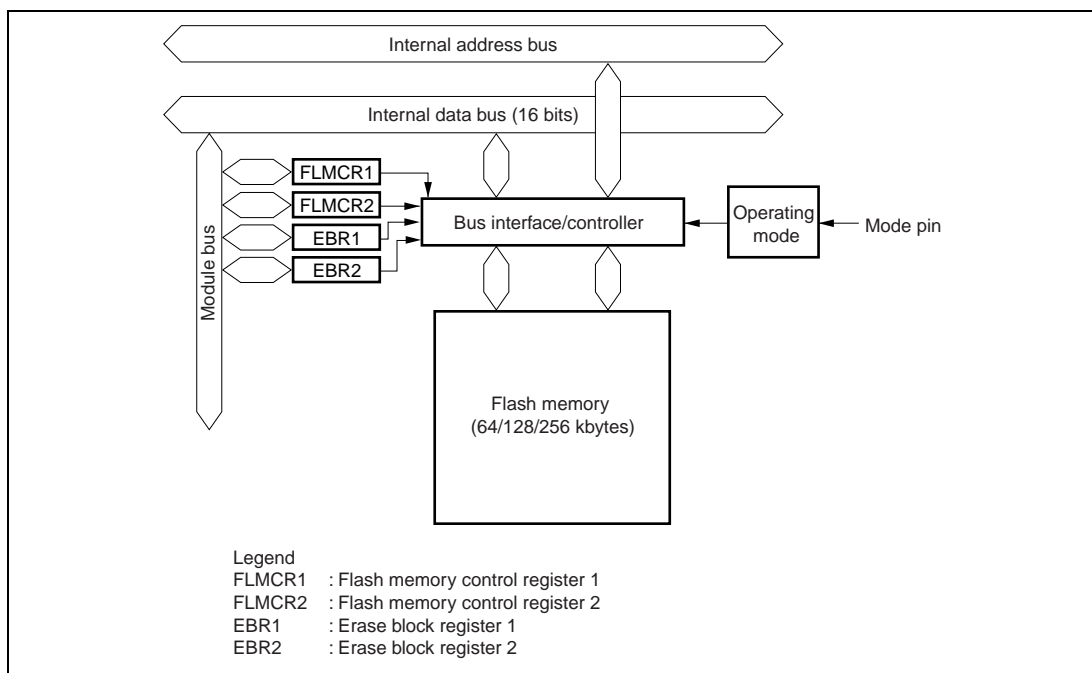 Internal address bus
Internal data bus (16 bits)
Module bus
FLMCR1
FLMCR2
EBR1
EBR2
Bus interface/controller
Operating
mode
Mode pin
Flash memory
(64/128/256 kbytes)
Legend
FLMCR1 : Flash memory control register 1
FLMCR2 : Flash memory control register 2
EBR1 : Erase block register 1
EBR2 : Erase block register 2